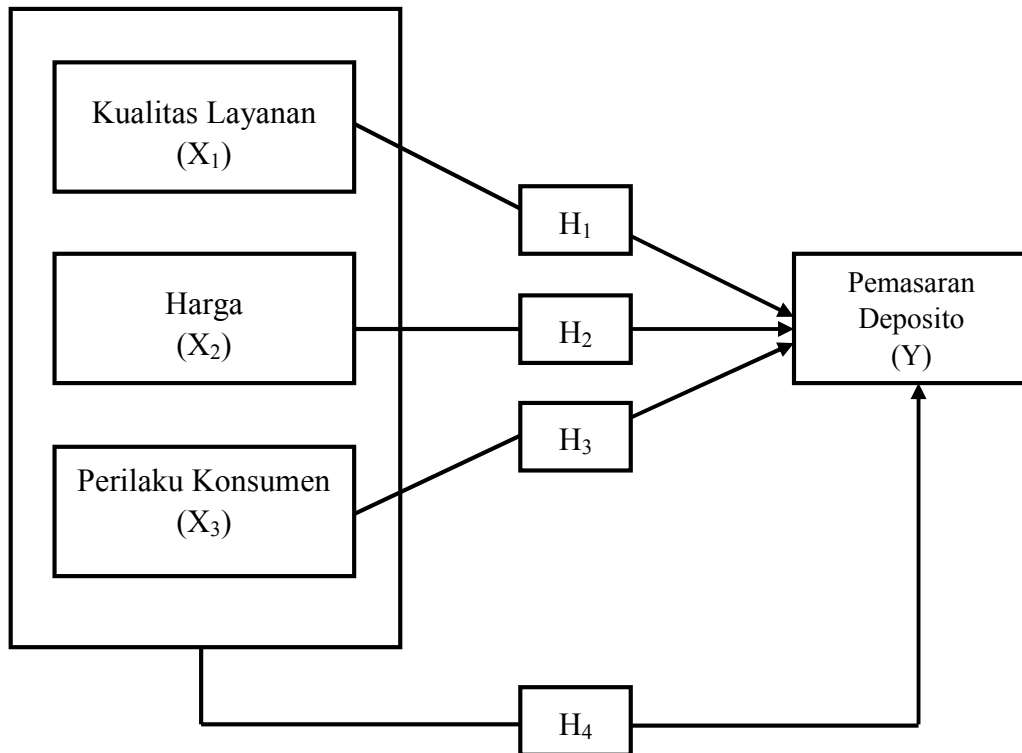 Kualitas Layanan
(X₁)
H₁
Harga
(X₂)
H₂
Pemasaran
Deposito
(Y)
Perilaku Konsumen
(X₃)
H₃
H₄